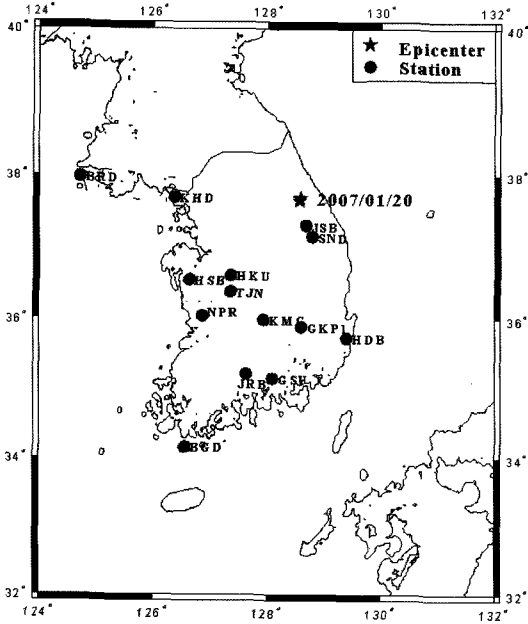 124° 126° 128° 130° 132°
40° 40°
★ Epicenter
● Station
38° BRD 38°
KHD
2007/01/20
JSB
SND
HSB HKU
TJN
36° NPR KMC GKP1 36°
HDB
JRB GSU
BGD
34° 34°
32° 32°
124° 126° 128° 130° 132°